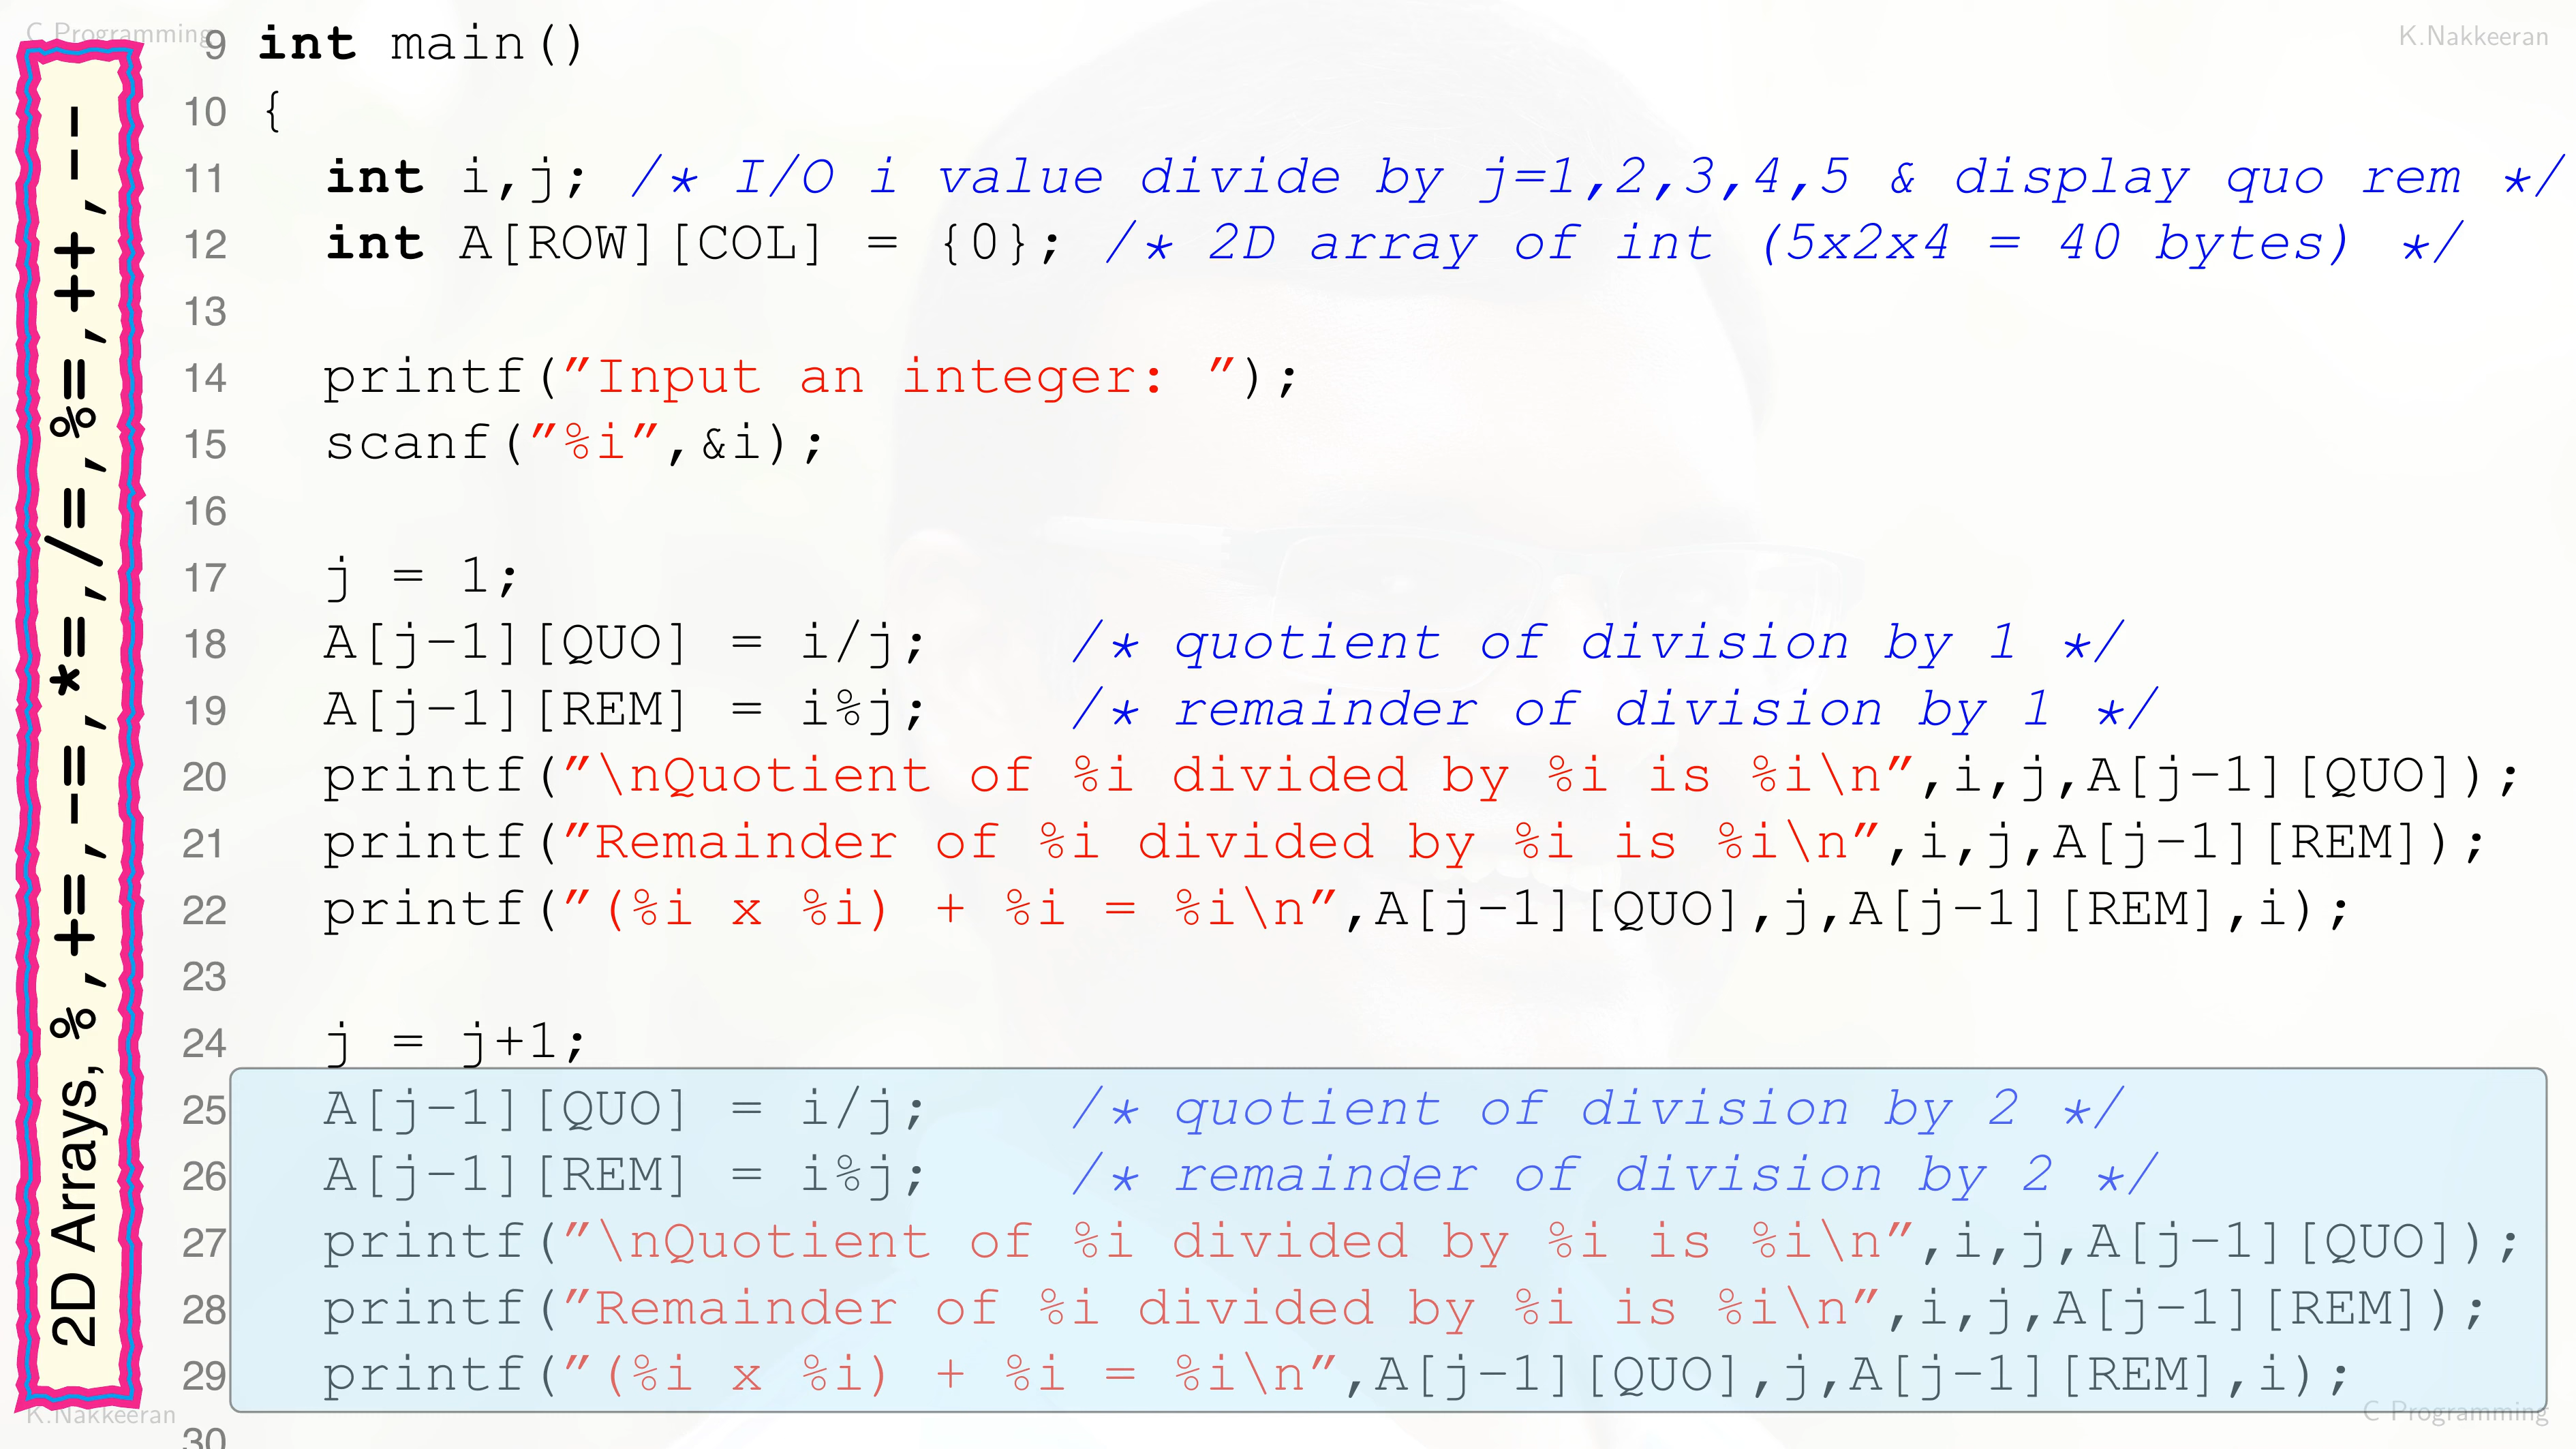 C Programming
K.Nakkeeran
2D Arrays, %,+=,-=,*=,/=,%=,++,--
9 int main()
10 {
11 int i,j; /* I/O i value divide by j=1,2,3,4,5 & display quo rem */
12 int A[ROW][COL] = {0}; /* 2D array of int (5x2x4 = 40 bytes) */
13
14 printf("Input an integer: ");
15 scanf("%i",&i);
16
17 j = 1;
18 A[j-1][QUO] = i/j; /* quotient of division by 1 */
19 A[j-1][REM] = i%j; /* remainder of division by 1 */
20 printf("\nQuotient of %i divided by %i is %i\n",i,j,A[j-1][QUO]);
21 printf("Remainder of %i divided by %i is %i\n",i,j,A[j-1][REM]);
22 printf("(%i x %i) + %i = %i\n",A[j-1][QUO],j,A[j-1][REM],i);
23
24 j = j+1;
25 A[j-1][QUO] = i/j; /* quotient of division by 2 */
26 A[j-1][REM] = i%j; /* remainder of division by 2 */
27 printf("\nQuotient of %i divided by %i is %i\n",i,j,A[j-1][QUO]);
28 printf("Remainder of %i divided by %i is %i\n",i,j,A[j-1][REM]);
29 printf("(%i x %i) + %i = %i\n",A[j-1][QUO],j,A[j-1][REM],i);
30
K.Nakkeeran
C Programming